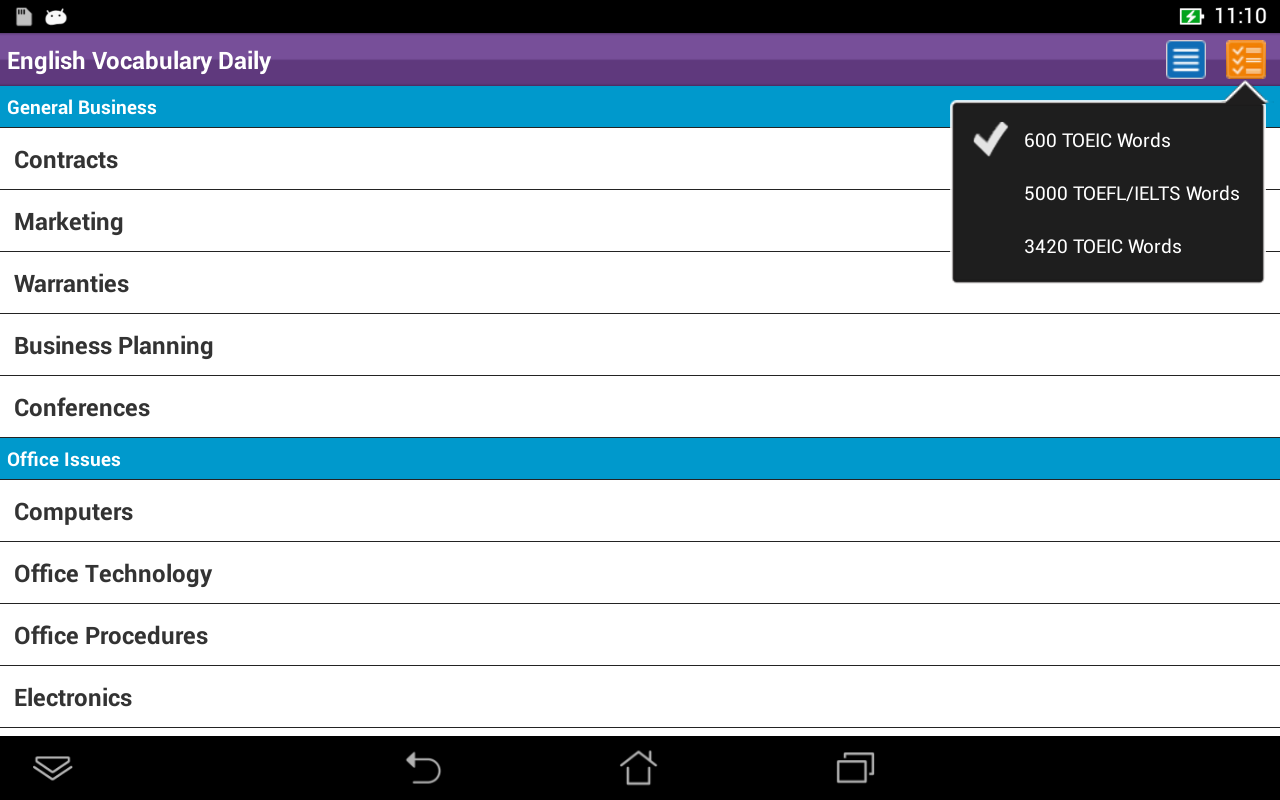 11:10
English Vocabulary Daily
General Business
600 TOEIC Words
5000 TOEFL/IELTS Words
3420 TOEIC Words
Contracts
Marketing
Warranties
Business Planning
Conferences
Office Issues
Computers
Office Technology
Office Procedures
Electronics